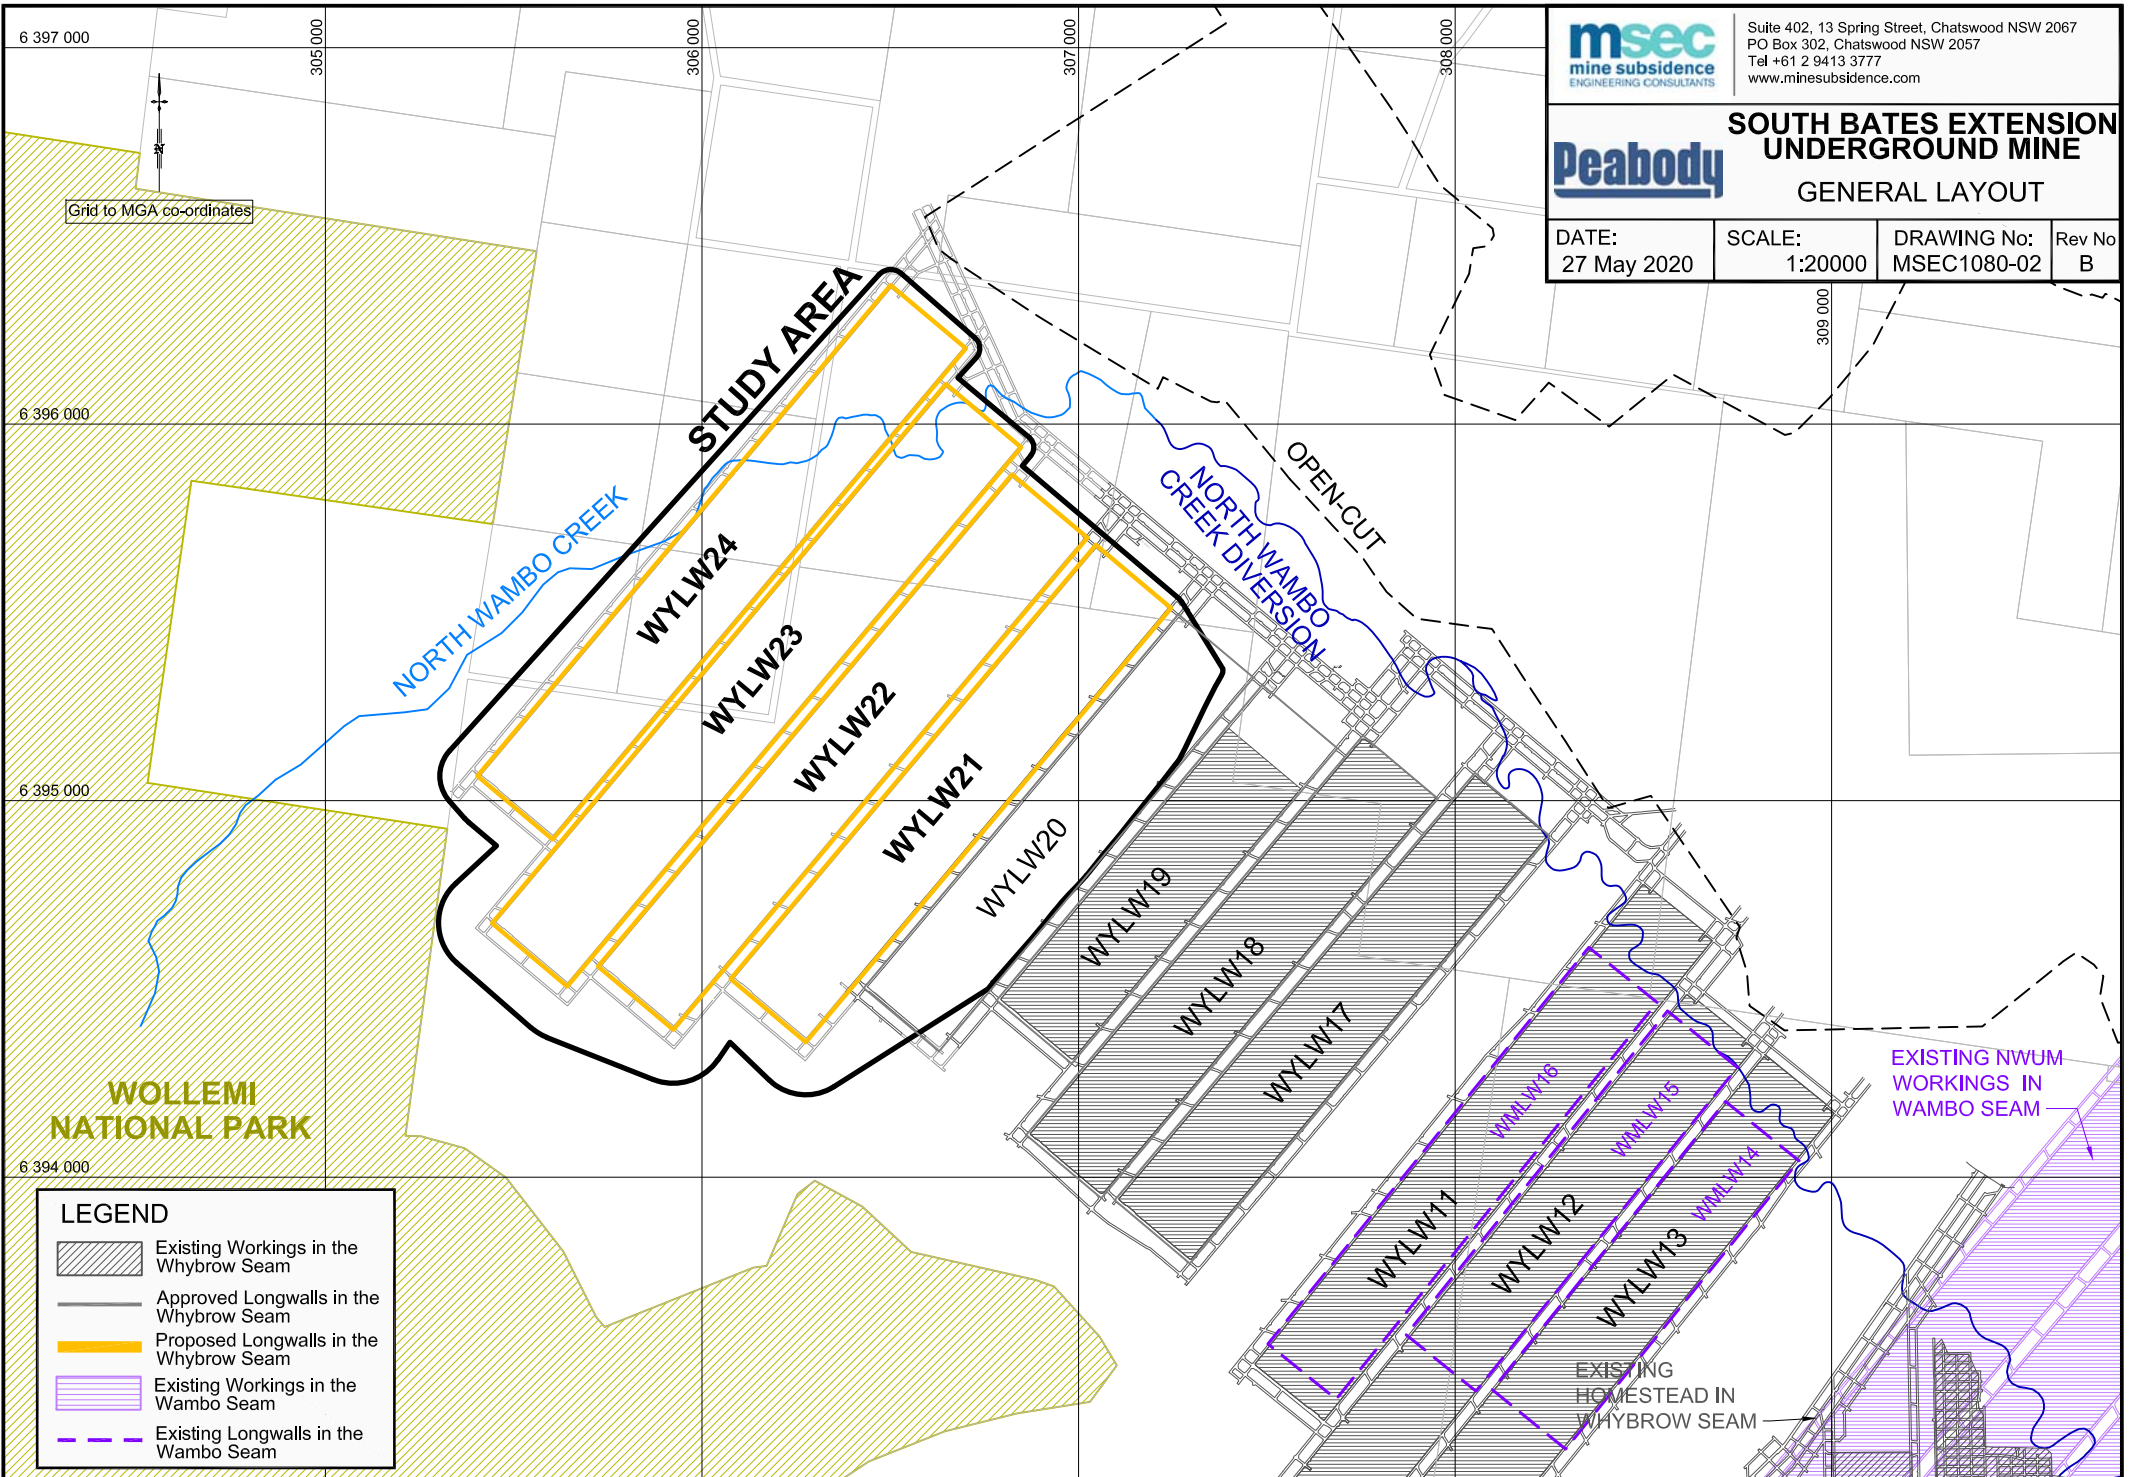 6 397 000
305 000
306 000
307 000
308 000
309 000
msec
mine subsidence
ENGINEERING CONSULTANTS
Suite 402, 13 Spring Street, Chatswood NSW 2067
PO Box 302, Chatswood NSW 2057
Tel +61 2 9413 3777
www.minesubsidence.com
Peabody
SOUTH BATES EXTENSION
UNDERGROUND MINE
GENERAL LAYOUT
DATE:
27 May 2020
SCALE:
1:20000
DRAWING No:
MSEC1080-02
Rev No
B
N
Grid to MGA co-ordinates
STUDY AREA
6 396 000
NORTH WAMBO CREEK
NORTH WAMBO
CREEK DIVERSION
OPEN-CUT
WYLW24
WYLW23
WYLW22
WYLW21
WYLW20
WYLW19
WYLW18
WYLW17
6 395 000
WMLW16
WMLW15
WMLW14
WYLW11
WYLW12
WYLW13
EXISTING NWUM
WORKINGS IN
WAMBO SEAM
WOLLEMI
NATIONAL PARK
6 394 000
EXISTING
HOMESTEAD IN
WHYBROW SEAM
LEGEND
Existing Workings in the
Whybrow Seam
Approved Longwalls in the
Whybrow Seam
Proposed Longwalls in the
Whybrow Seam
Existing Workings in the
Wambo Seam
Existing Longwalls in the
Wambo Seam